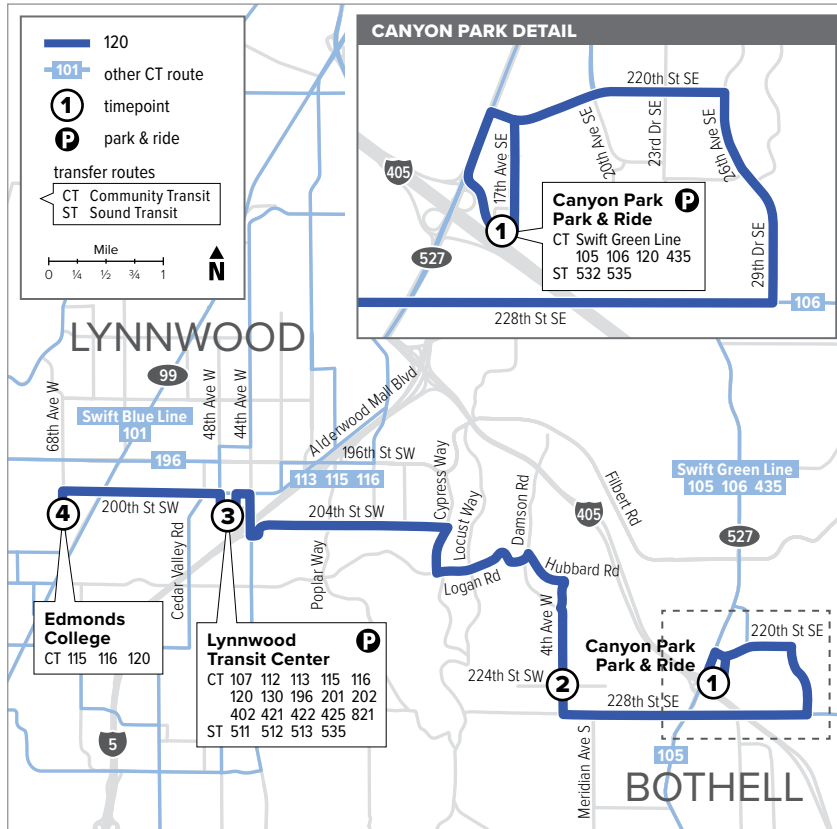 120
101
other CT route
1
timepoint
P
park & ride
transfer routes
CT Community Transit
ST Sound Transit
Mile
0 ¼ ½ ¾ 1
N
CANYON PARK DETAIL
220th St SE
20th Ave SE
23rd Dr SE
26th Ave SE
17th Ave SE
29th Dr SE
405
527
1
Canyon Park
Park & Ride
P
CT Swift Green Line
105 106 120 435
ST 532 535
106
228th St SE
LYNNWOOD
99
68th Ave W
48th Ave W
44th Ave W
Alderwood Mall Blvd
Swift Blue Line
101
196
196th St SW
113 115 116
Cypress Way
Locust Way
Damson Rd
Filbert Rd
405
Swift Green Line
105 106 435
527
4
200th St SW
3
204th St SW
Cedar Valley Rd
Poplar Way
Logan Rd
Hubbard Rd
4th Ave W
Edmonds
College
CT 115 116 120
Lynnwood
Transit Center
P
CT 107 112 113 115 116
120 130 196 201 202
402 421 422 425 821
ST 511 512 513 535
5
224th St SW
2
Canyon Park
Park & Ride
1
220th St SE
228th St SE
Meridian Ave S
105
BOTHELL